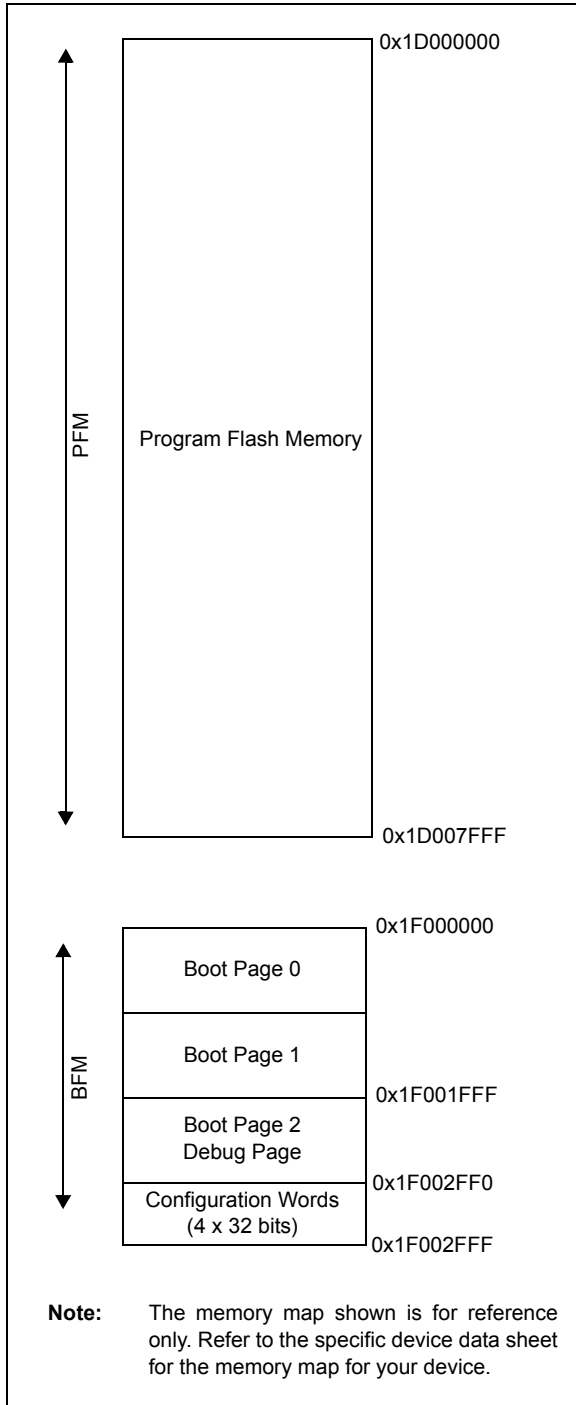 0x1D000000
PFM
Program Flash Memory
0x1D007FFF
0x1F000000
BFM
Boot Page 0
Boot Page 1
0x1F001FFF
Boot Page 2
Debug Page
0x1F002FF0
Configuration Words
(4 x 32 bits)
0x1F002FFF
Note: The memory map shown is for reference
only. Refer to the specific device data sheet
for the memory map for your device.